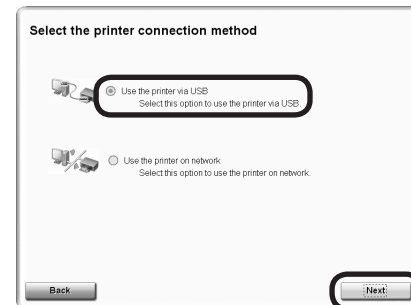 Select the printer connection method
Use the printer via USB
Select this option to use the printer via USB.
Use the printer on network
Select this option to use the printer on network.
Back
Next